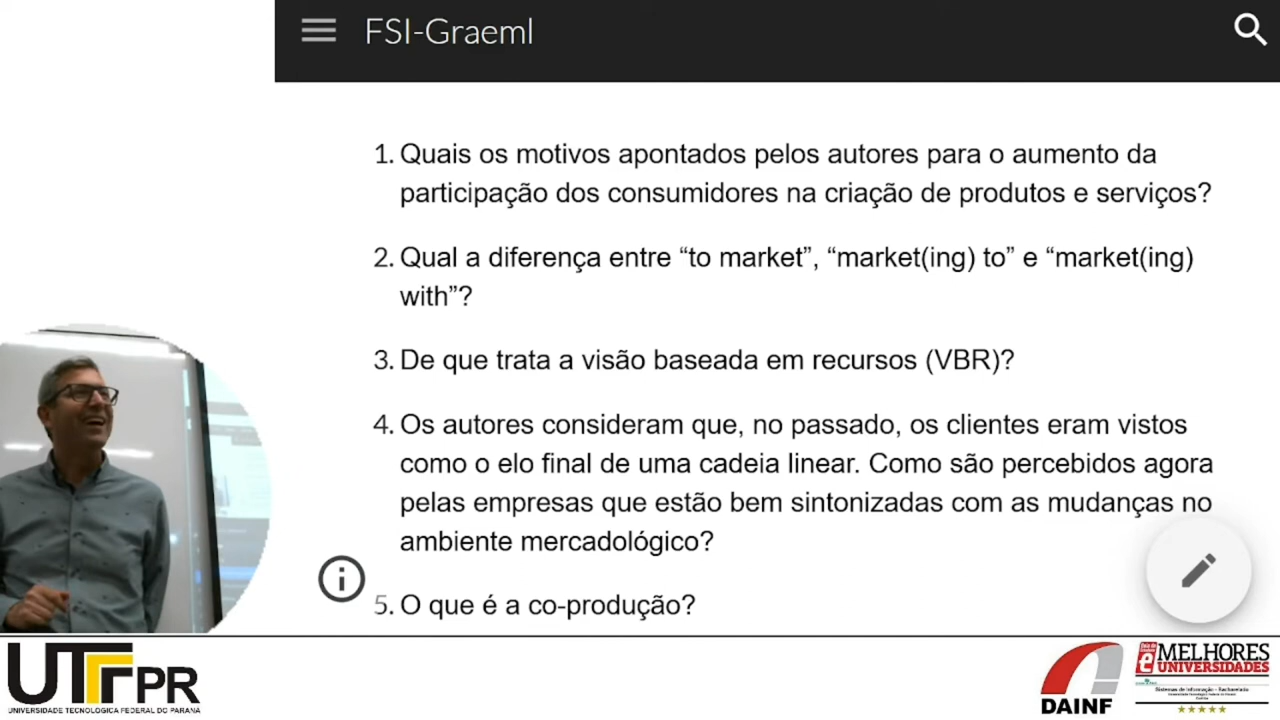 FSI-Graeml
1. Quais os motivos apontados pelos autores para o aumento da
participação dos consumidores na criação de produtos e serviços?
2. Qual a diferença entre “to market”, “market(ing) to” e “market(ing)
with”?
3. De que trata a visão baseada em recursos (VBR)?
4. Os autores consideram que, no passado, os clientes eram vistos
como o elo final de uma cadeia linear. Como são percebidos agora
pelas empresas que estão bem sintonizadas com as mudanças no
ambiente mercadológico?
5. O que é a co-produção?
UTFPR
UNIVERSIDADE TECNOLÓGICA FEDERAL DO PARANÁ
DAINF
MELHORES
UNIVERSIDADES
Sistemas de Informação - Bacharelado